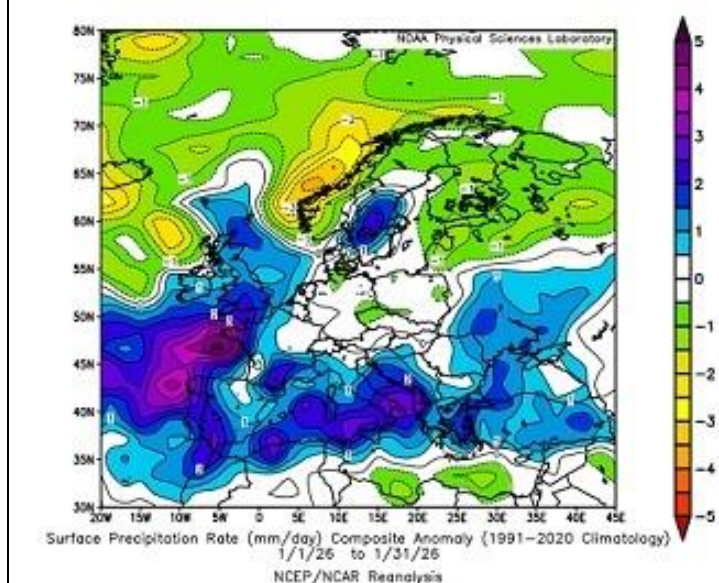 NOAA Physical Sciences Laboratory
80N
75N
70N
65N
60N
55N
50N
45N
40N
35N
30N
20W 15W 10W 5W 0 5E 10E 15E 20E 25E 30E 35E 40E 45E
5
4
3
2
1
-1
-2
-3
-4
-5
Surface Precipitation Rate (mm/day) Composite Anomaly (1991-2020 Climatology)
1/1/26 to 1/31/26
NCEP/NCAR Reanalysis